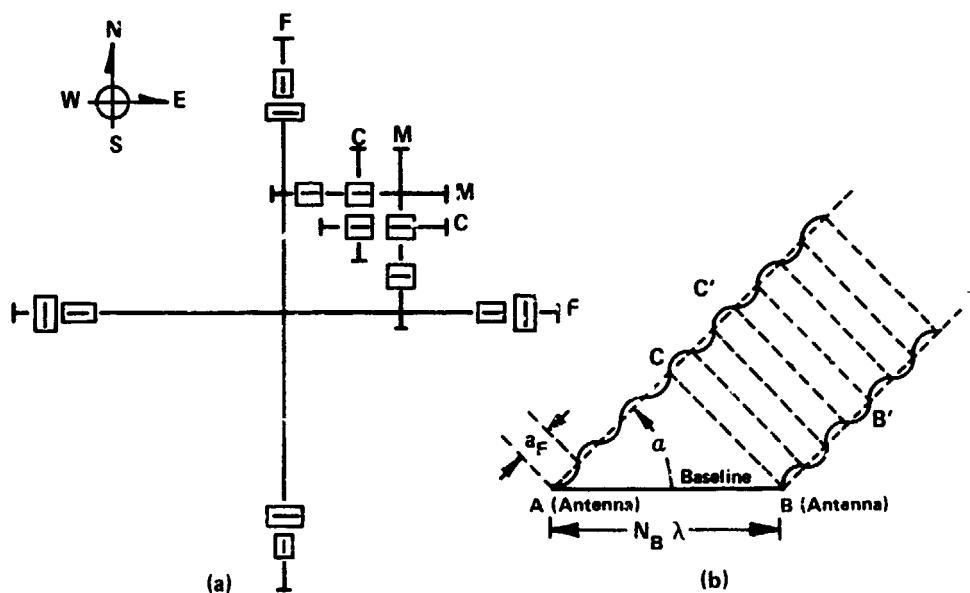 N
W E
S
F
C M
M
C
F
(a)
C'
C
B'
a_F
α
Baseline
A (Antenna) B (Antenna)
N_B λ
(b)